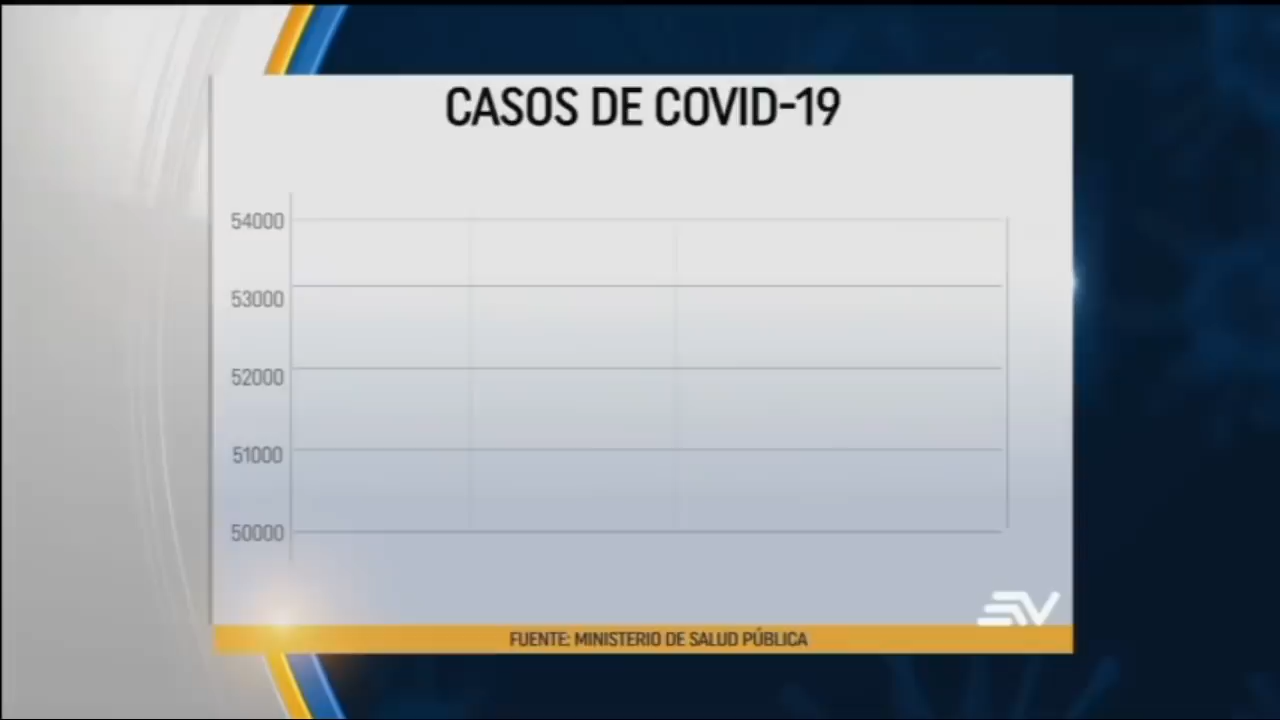 CASOS DE COVID-19
54000
53000
52000
51000
50000
FUENTE: MINISTERIO DE SALUD PÚBLICA